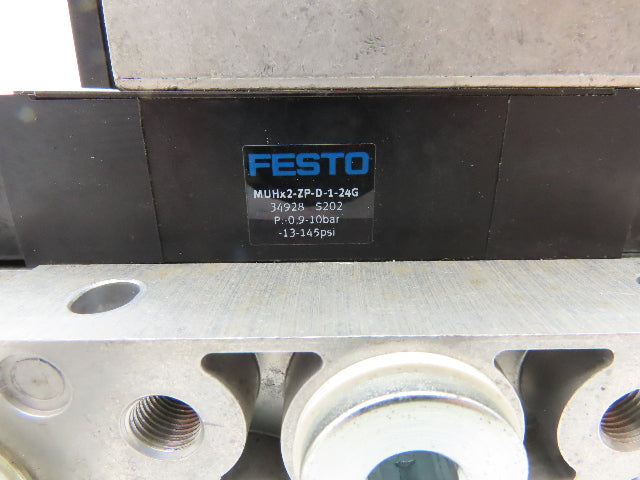 FESTO
MUHx2-ZP-D-1-24G
34928 S202
P:-0.9-10bar
-13-145psi